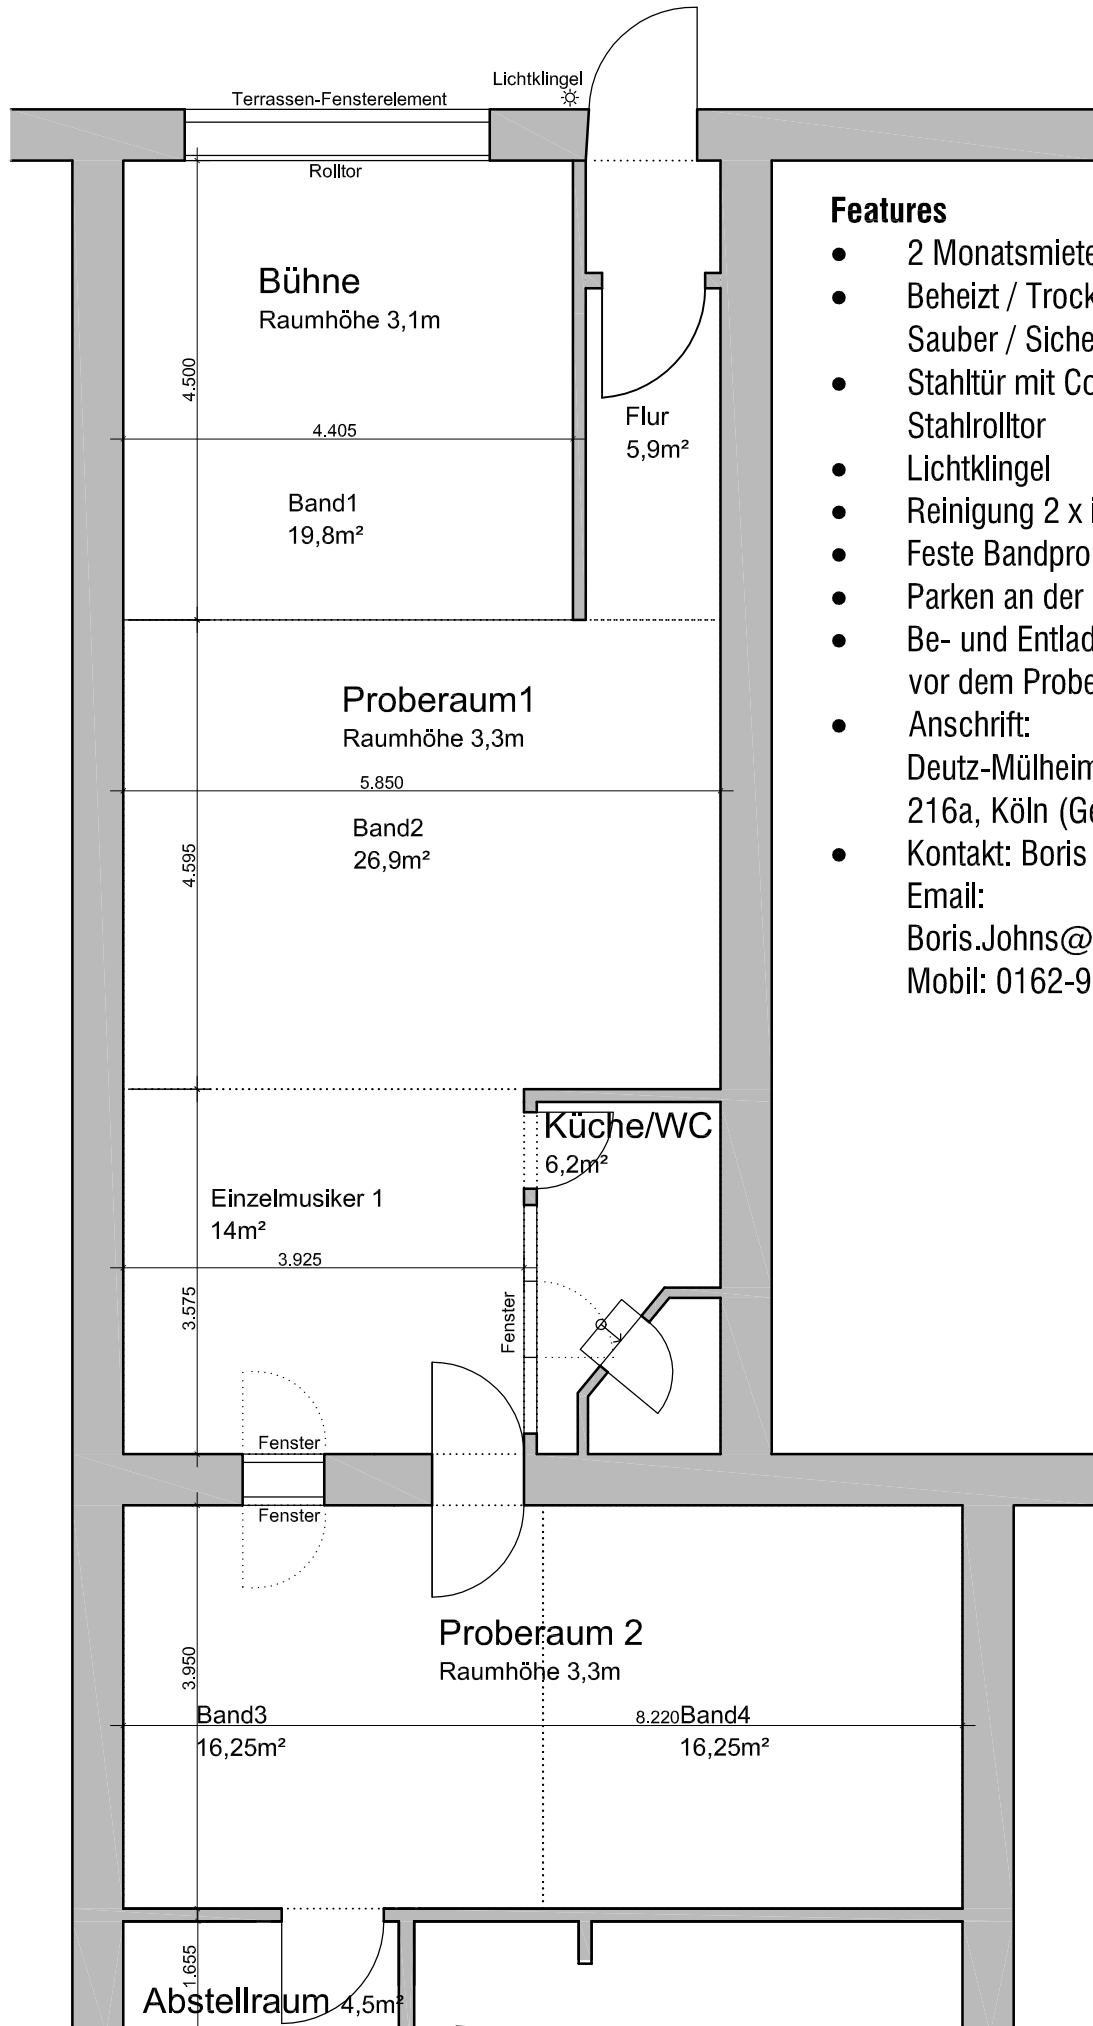 Lichtklingel
Terrassen-Fensterelement
Rolltor
Bühne
Raumhöhe 3,1m
4.500
4.405
Band1
19,8m²
Flur
5,9m²
Proberaum1
Raumhöhe 3,3m
5.850
Band2
26,9m²
4.595
Küche/WC
6,2m²
Einzelmusiker 1
14m²
3.925
3.575
Fenster
Fenster
Fenster
Proberaum 2
Raumhöhe 3,3m
3.950
Band3
16,25m²
8.220
Band4
16,25m²
1.655
Abstellraum 4,5m²
Features
• 2 Monatsmiete
• Beheizt / Trock
Sauber / Siche
• Stahltür mit Co
Stahlrolltor
• Lichtklingel
• Reinigung 2 x i
• Feste Bandpro
• Parken an der
• Be- und Entlad
vor dem Probe
• Anschrift:
Deutz-Mülheim
216a, Köln (Ge
• Kontakt: Boris
Email:
Boris.Johns@
Mobil: 0162-9